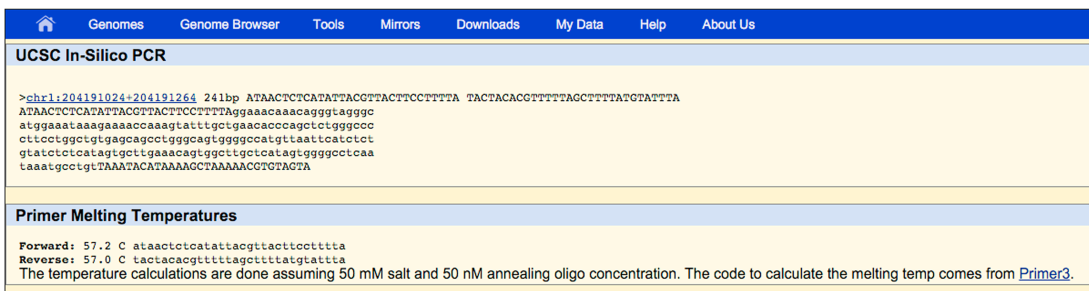 Genomes Genome Browser Tools Mirrors Downloads My Data Help About Us
UCSC In-Silico PCR
>chr1:204191024+204191264 241bp ATAACTCTCATATTACGTTACTTCCTTTTA TACTACACGTTTTTAGCTTTTATGTATTTA
ATAACTCTCATATTACGTTACTTCCTTTTAggaaacaaacagggtagggc
atggaaataaagaaaaccaaagtatttgctgaacacccagctctgggccc
cttcctggctgtgagcagcctgggcagtggggccatgttaattcatctct
gtatctctcatagtgcttgaaacagtggcttgctcatagtggggcctcaa
taaatgcctgtTAAATACATAAAAGCTAAAAACGTGTAGTA
Primer Melting Temperatures
Forward: 57.2 C ataactctcatattacgttacttcctttta
Reverse: 57.0 C tactacacgtttttagcttttatgtattta
The temperature calculations are done assuming 50 mM salt and 50 nM annealing oligo concentration. The code to calculate the melting temp comes from Primer3.